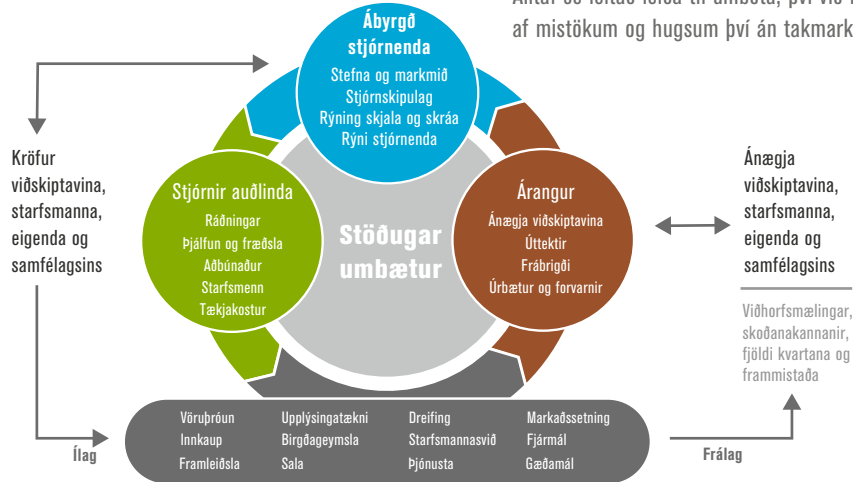 af mistökum og hugsum því án takmark
Ábyrgð
stjórnenda
Stefna og markmið
Stjórnskipulag
Rýning skjala og skráa
Rýni stjórnenda
Kröfur
viðskiptavina,
starfsmanna,
eigenda og
samfélagsins
Stjórnir auðlinda
Ráðningar
Þjálfun og fræðsla
Aðbúnaður
Starfsmenn
Tækjakostur
Stöðugar
umbætur
Árangur
Ánægja viðskiptavina
Úttektir
Frábrigði
Úrbætur og forvarnir
Ánægja
viðskiptavina,
starfsmanna,
eigenda og
samfélagsins
Viðhorfsmælingar,
skoðanakannanir,
fjöldi kvartana og
frammistaða
Ílag
Vöruþróun
Innkaup
Framleiðsla
Upplýsingatækni
Birgðageymsla
Sala
Dreifing
Starfsmannasvið
Þjónusta
Markaðssetning
Fjármál
Gæðamál
Frálag